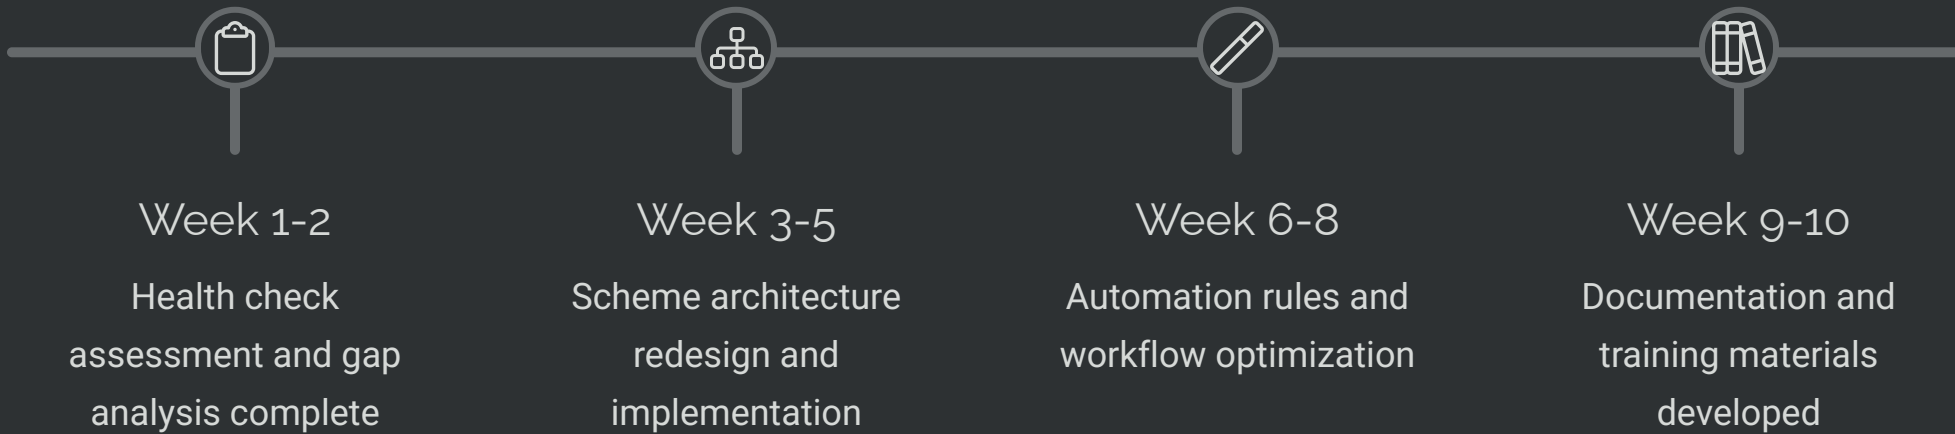 Week 1-2
Health check
assessment and gap
analysis complete
Week 3-5
Scheme architecture
redesign and
implementation
Week 6-8
Automation rules and
workflow optimization
Week 9-10
Documentation and
training materials
developed